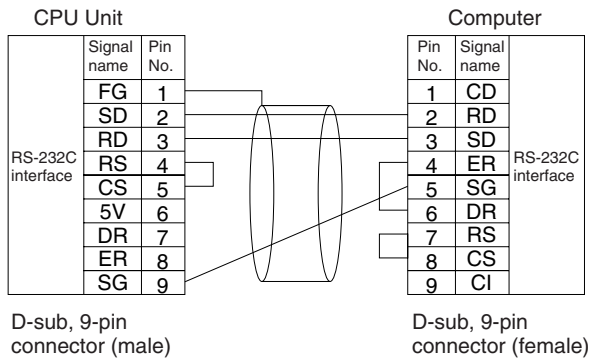 CPU Unit
Computer
Signal name Pin No.
Pin No. Signal name
RS-232C interface
FG 1
SD 2
RD 3
RS 4
CS 5
5V 6
DR 7
ER 8
SG 9
1 CD
2 RD
3 SD
4 ER
5 SG
6 DR
7 RS
8 CS
9 CI
RS-232C interface
D-sub, 9-pin
connector (male)
D-sub, 9-pin
connector (female)